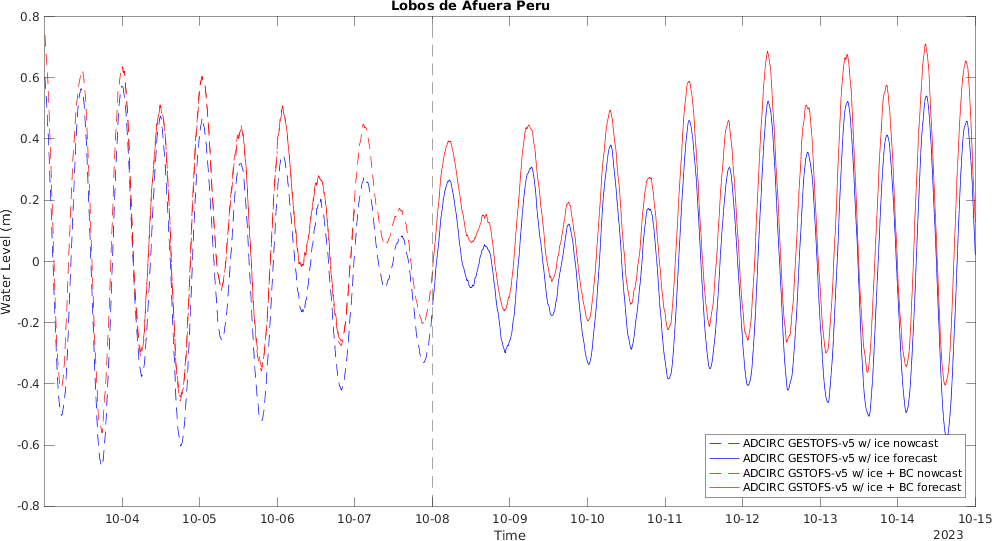 Lobos de Afuera Peru
0.8
0.6
0.4
0.2
0
-0.2
-0.4
-0.6
-0.8
Water Level (m)
ADCIRC GESTOFS-v5 w/ ice nowcast
ADCIRC GESTOFS-v5 w/ ice forecast
ADCIRC GSTOFS-v5 w/ ice + BC nowcast
ADCIRC GSTOFS-v5 w/ ice + BC forecast
10-04 10-05 10-06 10-07 10-08 10-09 10-10 10-11 10-12 10-13 10-14 10-15
Time
2023